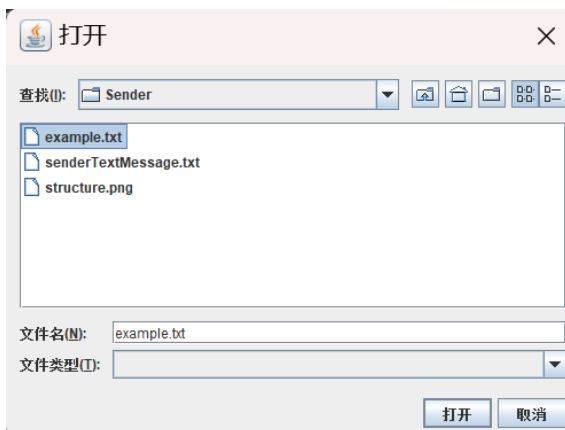 打开
查找(I): Sender
example.txt
senderTextMessage.txt
structure.png
文件名(N): example.txt
文件类型(T):
打开 取消